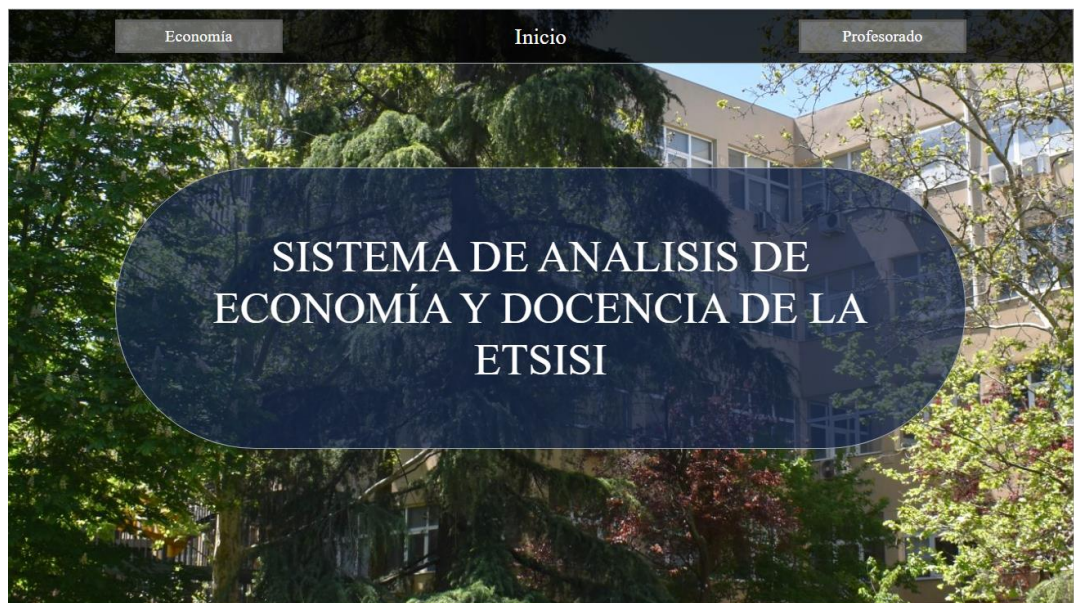 Economía
Inicio
Profesorado
SISTEMA DE ANALISIS DE
ECONOMÍA Y DOCENCIA DE LA
ETSISI